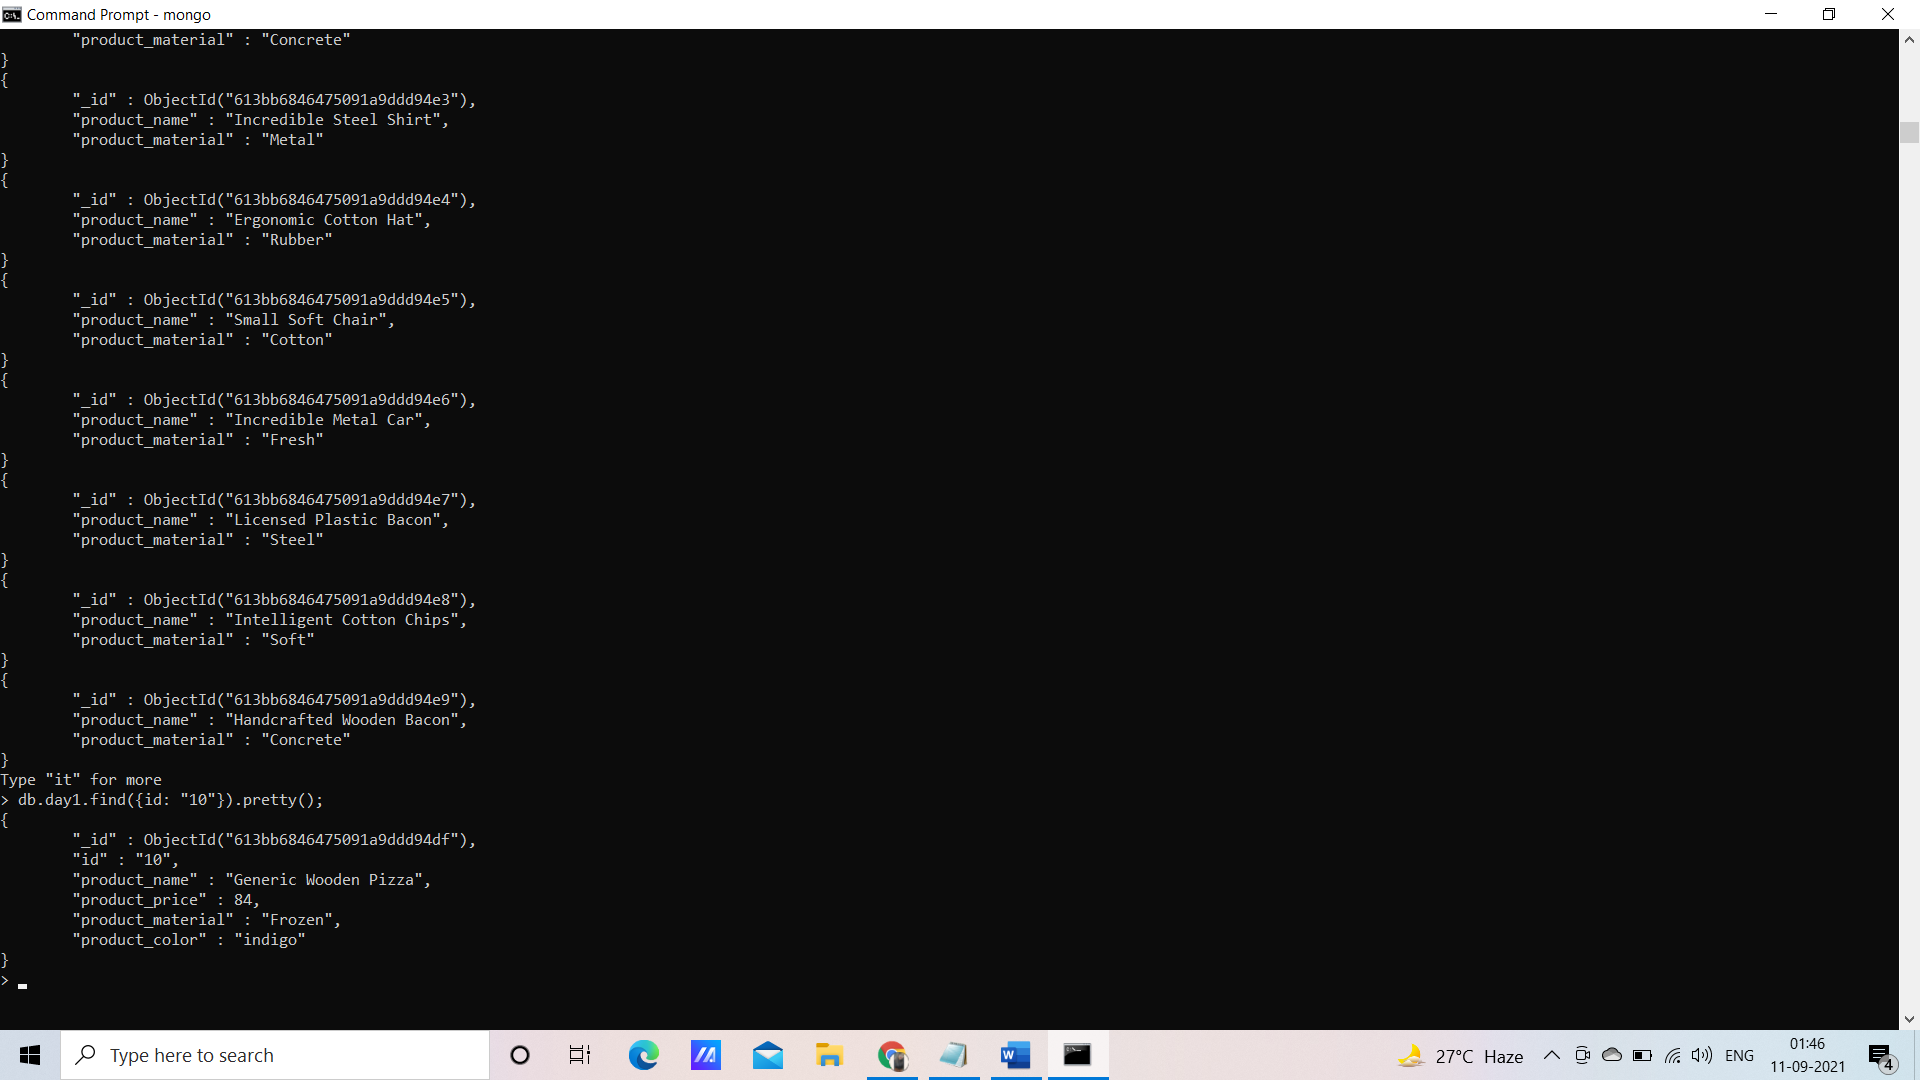 Command Prompt - mongo
        "product_material" : "Concrete"
}
{
        "_id" : ObjectId("613bb6846475091a9ddd94e3"),
        "product_name" : "Incredible Steel Shirt",
        "product_material" : "Metal"
}
{
        "_id" : ObjectId("613bb6846475091a9ddd94e4"),
        "product_name" : "Ergonomic Cotton Hat",
        "product_material" : "Rubber"
}
{
        "_id" : ObjectId("613bb6846475091a9ddd94e5"),
        "product_name" : "Small Soft Chair",
        "product_material" : "Cotton"
}
{
        "_id" : ObjectId("613bb6846475091a9ddd94e6"),
        "product_name" : "Incredible Metal Car",
        "product_material" : "Fresh"
}
{
        "_id" : ObjectId("613bb6846475091a9ddd94e7"),
        "product_name" : "Licensed Plastic Bacon",
        "product_material" : "Steel"
}
{
        "_id" : ObjectId("613bb6846475091a9ddd94e8"),
        "product_name" : "Intelligent Cotton Chips",
        "product_material" : "Soft"
}
{
        "_id" : ObjectId("613bb6846475091a9ddd94e9"),
        "product_name" : "Handcrafted Wooden Bacon",
        "product_material" : "Concrete"
}
Type "it" for more
> db.day1.find({id: "10"}).pretty();
{
        "_id" : ObjectId("613bb6846475091a9ddd94df"),
        "id" : "10",
        "product_name" : "Generic Wooden Pizza",
        "product_price" : 84,
        "product_material" : "Frozen",
        "product_color" : "indigo"
}
> _
Type here to search
27°C Haze
ENG
01:46
11-09-2021
4